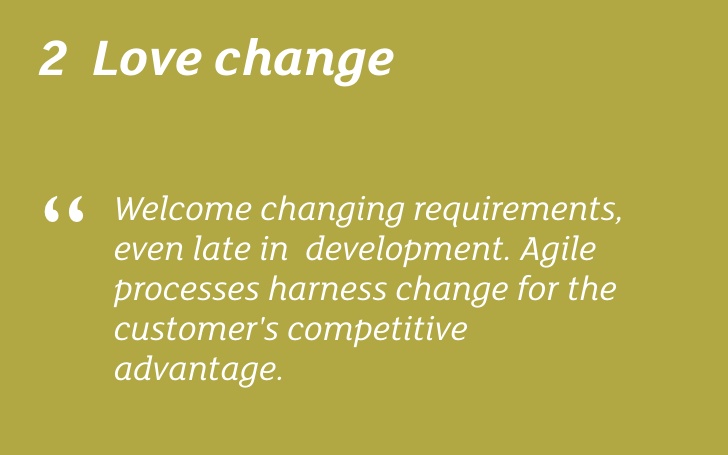 2 Love change
“ Welcome changing requirements,
even late in  development. Agile
processes harness change for the
customer's competitive
advantage.